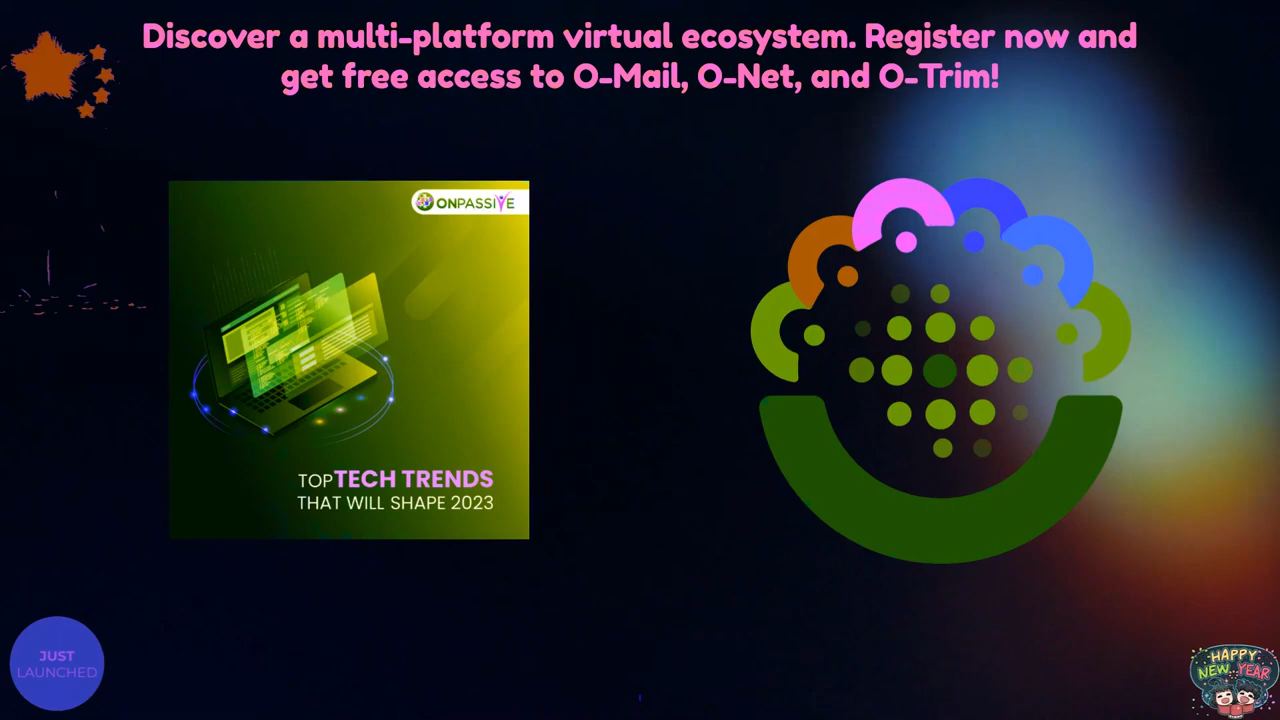 Discover a multi-platform virtual ecosystem. Register now and
get free access to O-Mail, O-Net, and O-Trim!
ONPASSIVE
TOP TECH TRENDS
THAT WILL SHAPE 2023
JUST
LAUNCHED
HAPPY
NEW YEAR